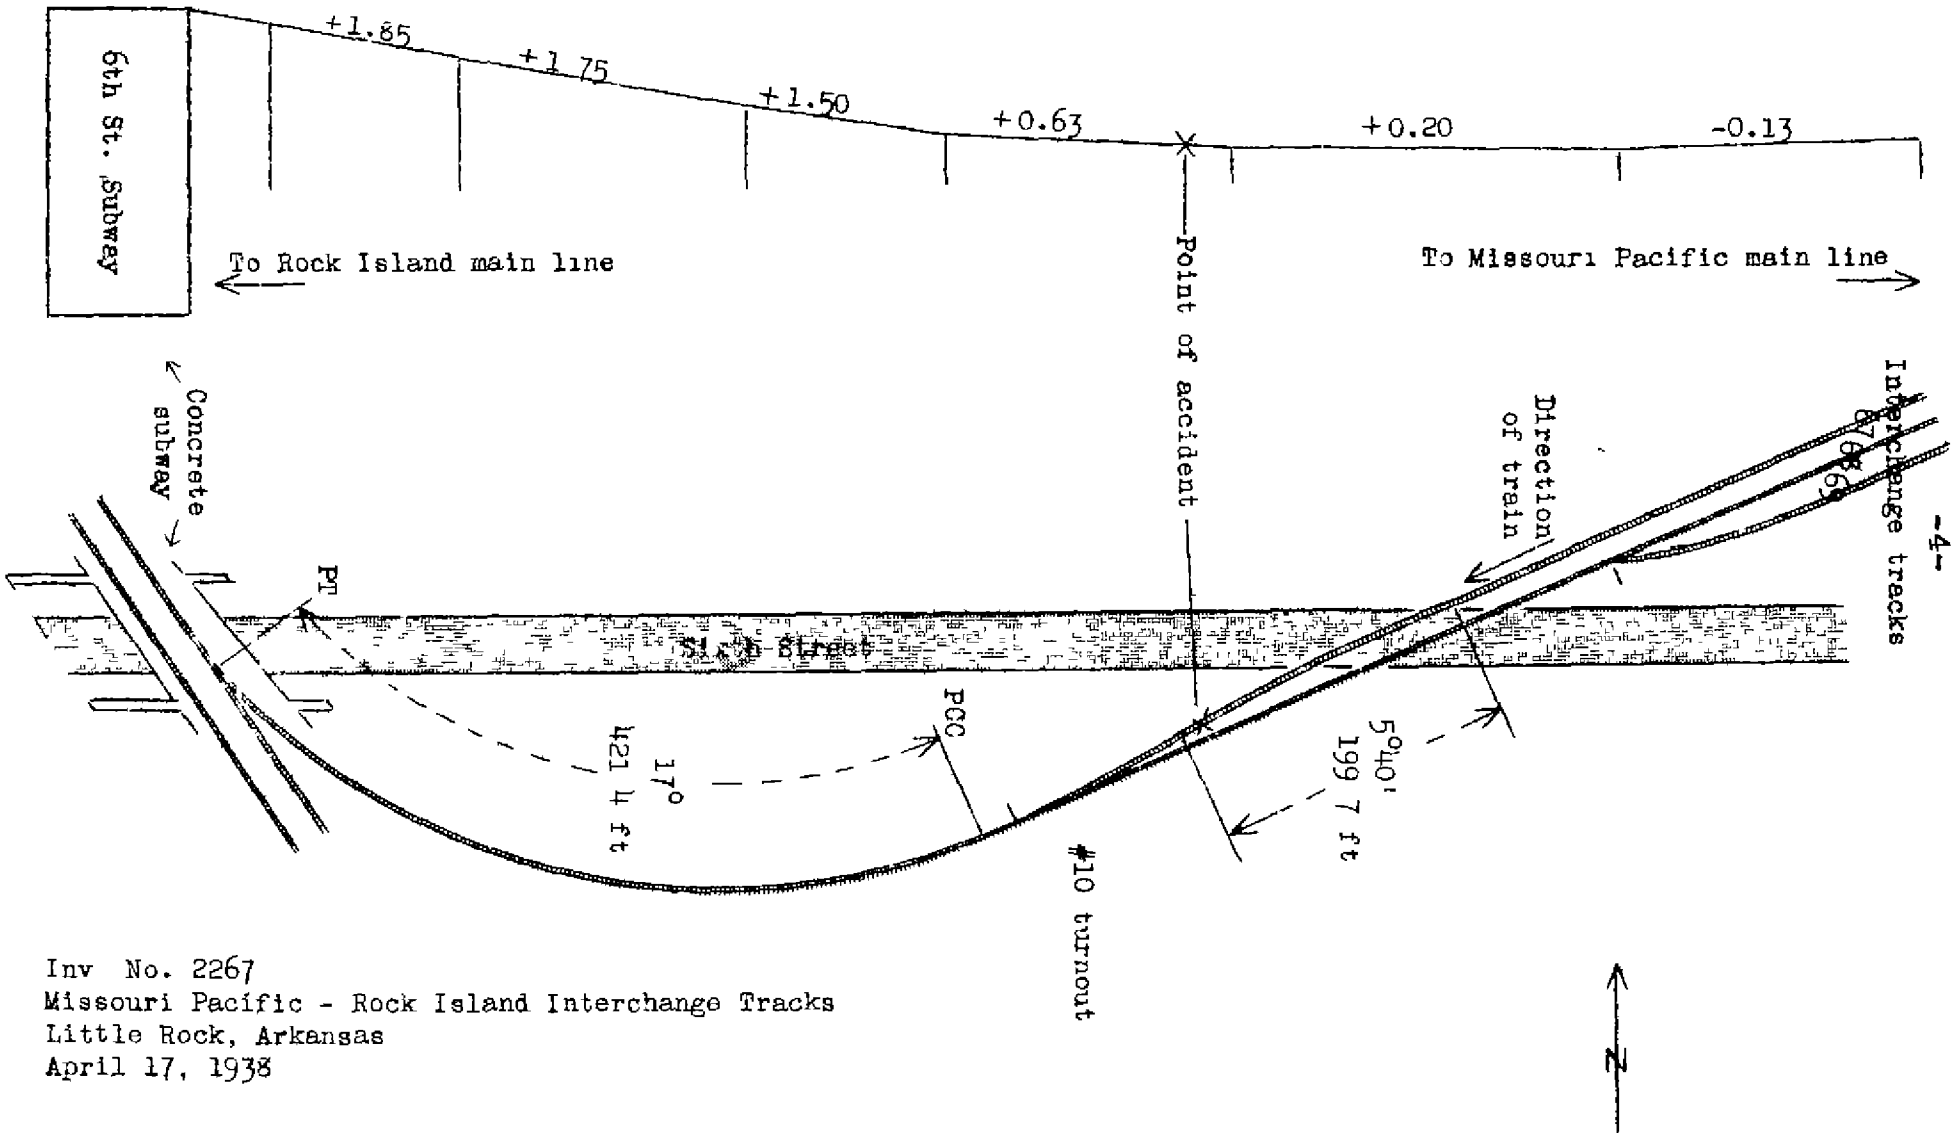 +1.85
+1 75
+1.50
+0.63
+0.20
-0.13
6th St. Subway
To Rock Island main line
To Missouri Pacific main line
Point of accident
Interchange tracks
67 68 69
-4-
Concrete
subway
Direction
of train
PT
Sixth Street
PCC
17°
421 4 ft
5°40'
199 7 ft
#10 turnout
Inv No. 2267
Missouri Pacific - Rock Island Interchange Tracks
Little Rock, Arkansas
April 17, 1938
N